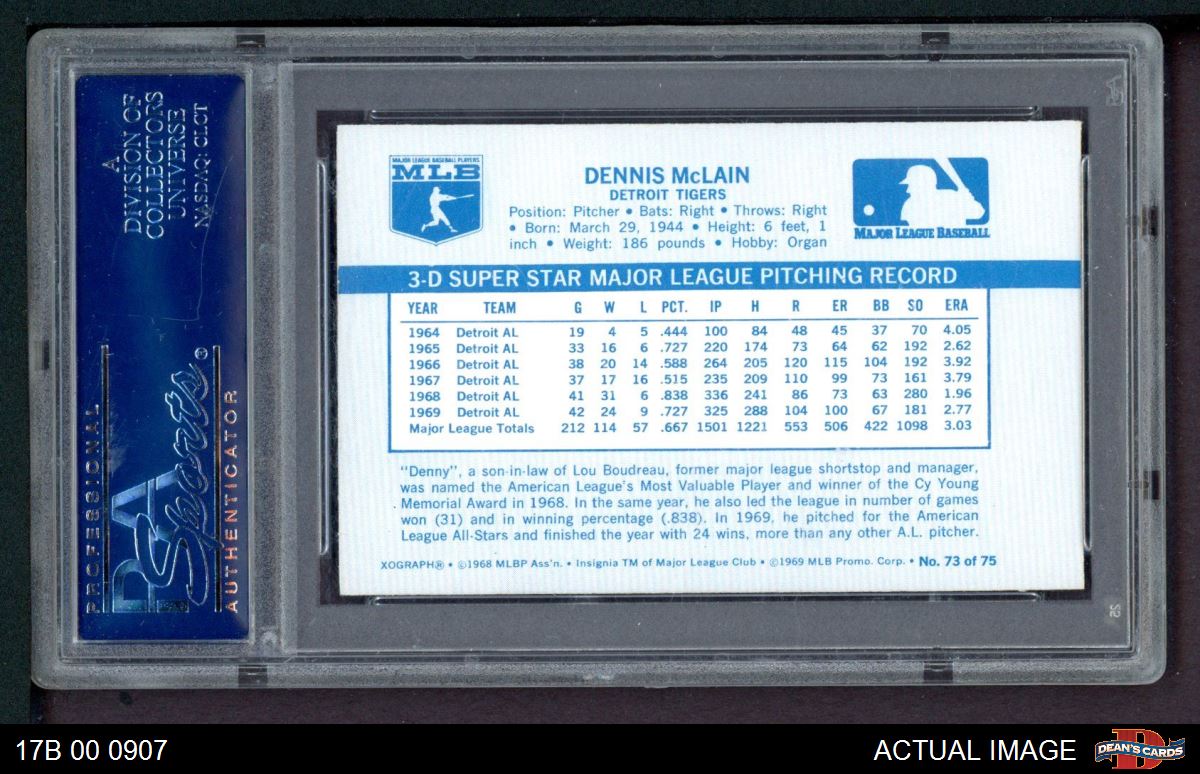 A
DIVISION OF
COLLECTORS
UNIVERSE
NASDAQ: CLCT
PROFESSIONAL
PSA
Sports®
AUTHENTICATOR
MAJOR LEAGUE BASEBALL PLAYERS
MLB
DENNIS McLAIN
DETROIT TIGERS
Position: Pitcher • Bats: Right • Throws: Right
• Born: March 29, 1944 • Height: 6 feet, 1
inch • Weight: 186 pounds • Hobby: Organ
MAJOR LEAGUE BASEBALL
3-D SUPER STAR MAJOR LEAGUE PITCHING RECORD
YEAR TEAM G W L PCT. IP H R ER BB SO ERA
1964 Detroit AL 19 4 5 .444 100 84 48 45 37 70 4.05
1965 Detroit AL 33 16 6 .727 220 174 73 64 62 192 2.62
1966 Detroit AL 38 20 14 .588 264 205 120 115 104 192 3.92
1967 Detroit AL 37 17 16 .515 235 209 110 99 73 161 3.79
1968 Detroit AL 41 31 6 .838 336 241 86 73 63 280 1.96
1969 Detroit AL 42 24 9 .727 325 288 104 100 67 181 2.77
Major League Totals 212 114 57 .667 1501 1221 553 506 422 1098 3.03
"Denny", a son-in-law of Lou Boudreau, former major league shortstop and manager,
was named the American League's Most Valuable Player and winner of the Cy Young
Memorial Award in 1968. In the same year, he also led the league in number of games
won (31) and in winning percentage (.838). In 1969, he pitched for the American
League All-Stars and finished the year with 24 wins, more than any other A.L. pitcher.
XOGRAPH® • ©1968 MLBP Ass'n. • Insignia TM of Major League Club • ©1969 MLB Promo. Corp. • No. 73 of 75
17B 00 0907
ACTUAL IMAGE
DEAN'S CARDS